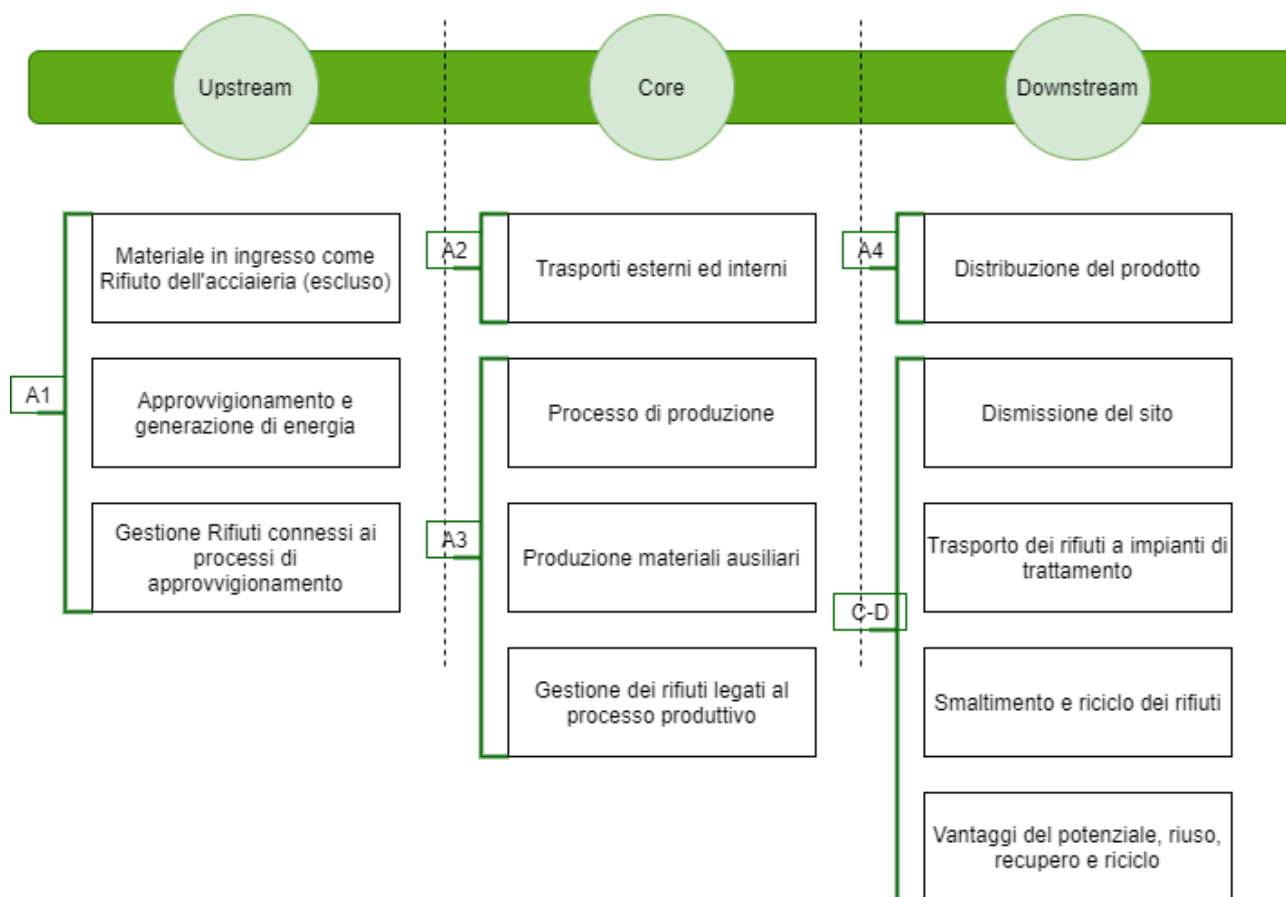 Upstream
Core
Downstream
A1
Materiale in ingresso come
Rifiuto dell'acciaieria (escluso)
Approvvigionamento e
generazione di energia
Gestione Rifiuti connessi ai
processi di
approvvigionamento
A2
Trasporti esterni ed interni
A3
Processo di produzione
Produzione materiali ausiliari
Gestione dei rifiuti legati al
processo produttivo
A4
Distribuzione del prodotto
C-D
Dismissione del sito
Trasporto dei rifiuti a impianti di
trattamento
Smaltimento e riciclo dei rifiuti
Vantaggi del potenziale, riuso,
recupero e riciclo